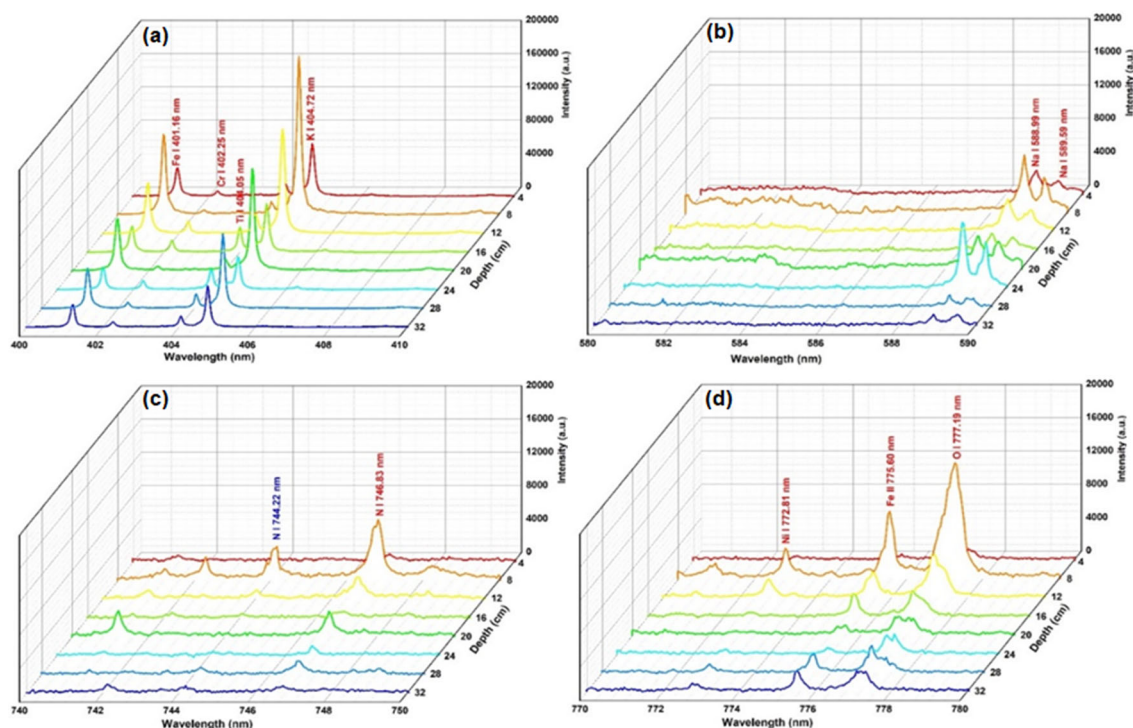 (a)
200000
160000
120000
80000
40000
0
Intensity (a.u.)
Fe I 401.16 nm
Cr I 402.25 nm
Ti I 404.05 nm
K I 404.72 nm
4
8
12
16
20
24
28
32
Depth (cm)
400
402
404
406
408
410
Wavelength (nm)
(b)
20000
16000
12000
8000
4000
0
Intensity (a.u.)
Na I 588.99 nm
Na I 589.59 nm
4
8
12
16
20
24
28
32
Depth (cm)
580
582
584
586
588
590
Wavelength (nm)
(c)
20000
16000
12000
8000
4000
0
Intensity (a.u.)
N I 744.22 nm
N I 746.83 nm
4
8
12
16
20
24
28
32
Depth (cm)
740
742
744
746
748
750
Wavelength (nm)
(d)
20000
16000
12000
8000
4000
0
Intensity (a.u.)
Ni I 772.81 nm
Fe II 775.60 nm
O I 777.19 nm
4
8
12
16
20
24
28
32
Depth (cm)
770
772
774
776
778
780
Wavelength (nm)